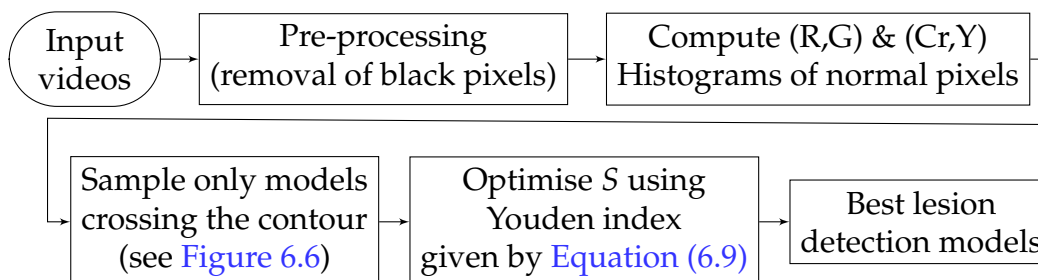 Input
videos
Pre-processing
(removal of black pixels)
Compute (R,G) & (Cr,Y)
Histograms of normal pixels
Sample only models
crossing the contour
(see Figure 6.6)
Optimise S using
Youden index
given by Equation (6.9)
Best lesion
detection models